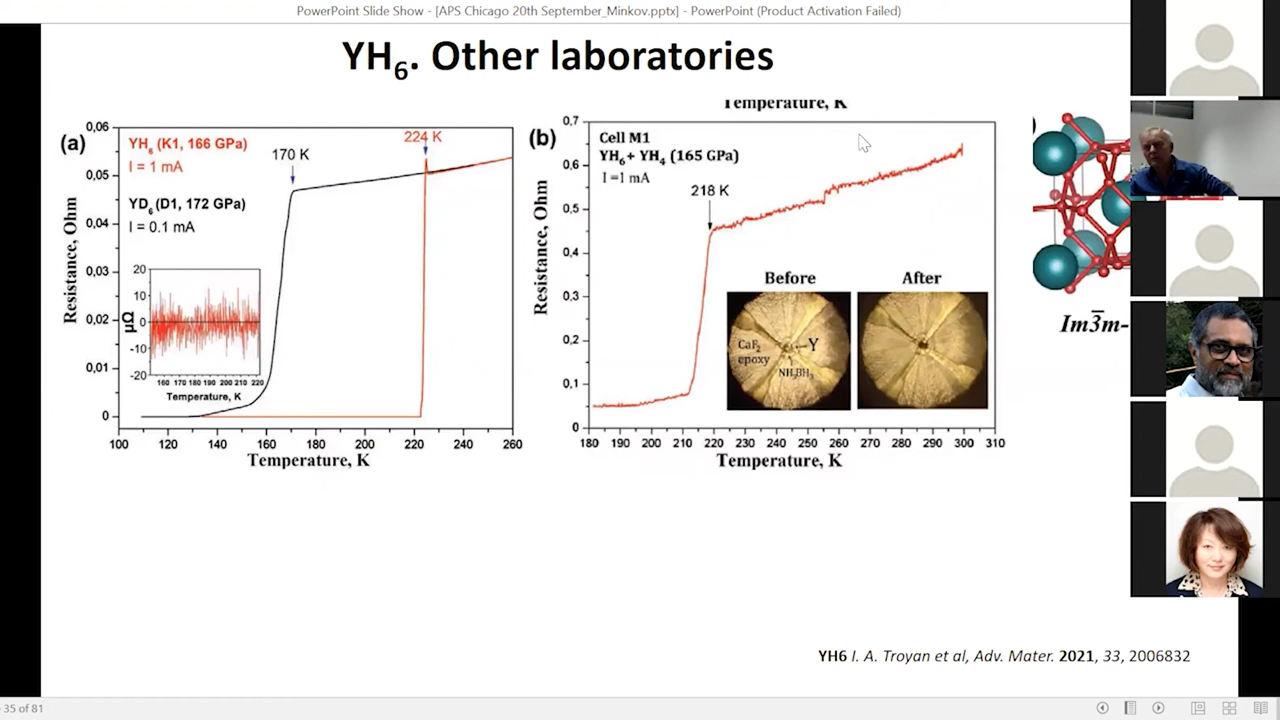 PowerPoint Slide Show - [APS Chicago 20th September_Minkov.pptx] - PowerPoint (Product Activation Failed)
YH6. Other laboratories
(a)
YH6 (K1, 166 GPa)
I = 1 mA
YD6 (D1, 172 GPa)
I = 0.1 mA
170 K
224 K
0,06
0,05
0,04
0,03
0,02
0,01
0
Resistance, Ohm
20
10
0
-10
-20
μΩ
160 170 180 190 200 210 220
Temperature, K
100 120 140 160 180 200 220 240 260
Temperature, K
Temperature, K
(b)
Cell M1
YH6 + YH4 (165 GPa)
I =1 mA
218 K
0,7
0,6
0,5
0,4
0,3
0,2
0,1
0
Resistance, Ohm
Before
After
CaF2
epoxy
Y
NH3BH3
180 190 200 210 220 230 240 250 260 270 280 290 300 310
Temperature, K
Im3̅m-
YH6 I. A. Troyan et al, Adv. Mater. 2021, 33, 2006832
35 of 81